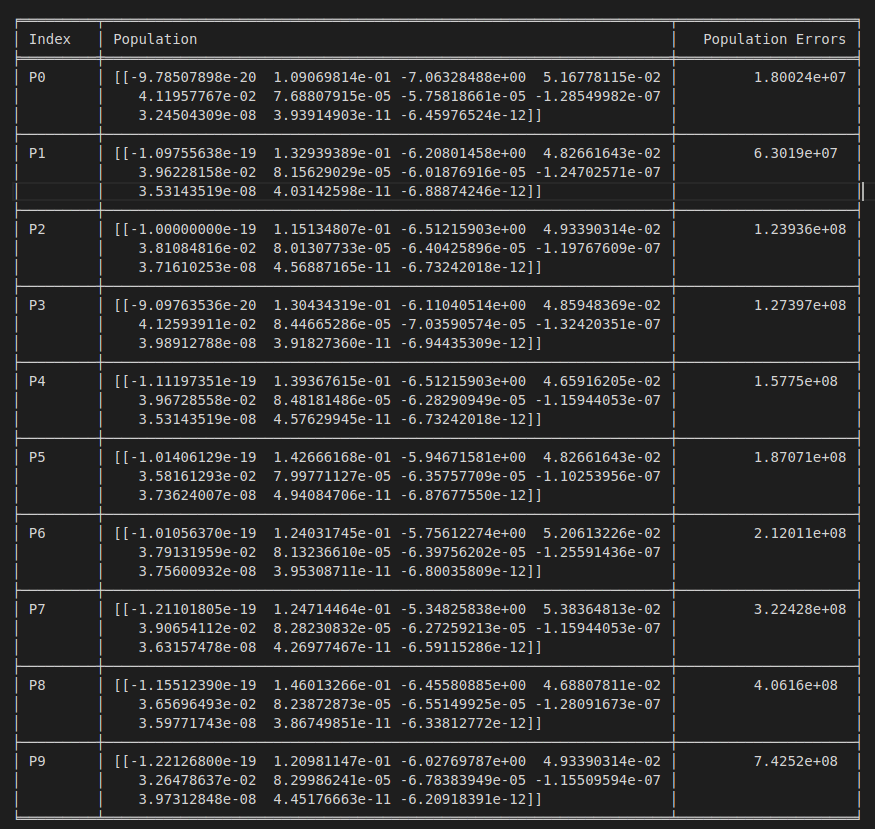 Index Population Population Errors
P0 [[-9.78507898e-20 1.09069814e-01 -7.06328488e+00 5.16778115e-02 1.80024e+07
4.11957767e-02 7.68807915e-05 -5.75818661e-05 -1.28549982e-07
3.24504309e-08 3.93914903e-11 -6.45976524e-12]]
P1 [[-1.09755638e-19 1.32939389e-01 -6.20801458e+00 4.82661643e-02 6.3019e+07
3.96228158e-02 8.15629029e-05 -6.01876916e-05 -1.24702571e-07
3.53143519e-08 4.03142598e-11 -6.88874246e-12]]
P2 [[-1.00000000e-19 1.15134807e-01 -6.51215903e+00 4.93390314e-02 1.23936e+08
3.81084816e-02 8.01307733e-05 -6.40425896e-05 -1.19767609e-07
3.71610253e-08 4.56887165e-11 -6.73242018e-12]]
P3 [[-9.09763536e-20 1.30434319e-01 -6.11040514e+00 4.85948369e-02 1.27397e+08
4.12593911e-02 8.44665286e-05 -7.03590574e-05 -1.32420351e-07
3.98912788e-08 3.91827360e-11 -6.94435309e-12]]
P4 [[-1.11197351e-19 1.39367615e-01 -6.51215903e+00 4.65916205e-02 1.5775e+08
3.96728558e-02 8.48181486e-05 -6.28290949e-05 -1.15944053e-07
3.53143519e-08 4.57629945e-11 -6.73242018e-12]]
P5 [[-1.01406129e-19 1.42666168e-01 -5.94671581e+00 4.82661643e-02 1.87071e+08
3.58161293e-02 7.99771127e-05 -6.35757709e-05 -1.10253956e-07
3.73624007e-08 4.94084706e-11 -6.87677550e-12]]
P6 [[-1.01056370e-19 1.24031745e-01 -5.75612274e+00 5.20613226e-02 2.12011e+08
3.79131959e-02 8.13236610e-05 -6.39756202e-05 -1.25591436e-07
3.75600932e-08 3.95308711e-11 -6.80035809e-12]]
P7 [[-1.21101805e-19 1.24714464e-01 -5.34825838e+00 5.38364813e-02 3.22428e+08
3.90654112e-02 8.28230832e-05 -6.27259213e-05 -1.15944053e-07
3.63157478e-08 4.26977467e-11 -6.59115286e-12]]
P8 [[-1.15512390e-19 1.46013266e-01 -6.45580885e+00 4.68807811e-02 4.0616e+08
3.65696493e-02 8.23872873e-05 -6.55149925e-05 -1.28091673e-07
3.59771743e-08 3.86749851e-11 -6.33812772e-12]]
P9 [[-1.22126800e-19 1.20981147e-01 -6.02769787e+00 4.93390314e-02 7.4252e+08
3.26478637e-02 8.29986241e-05 -6.78383949e-05 -1.15509594e-07
3.97312848e-08 4.45176663e-11 -6.20918391e-12]]